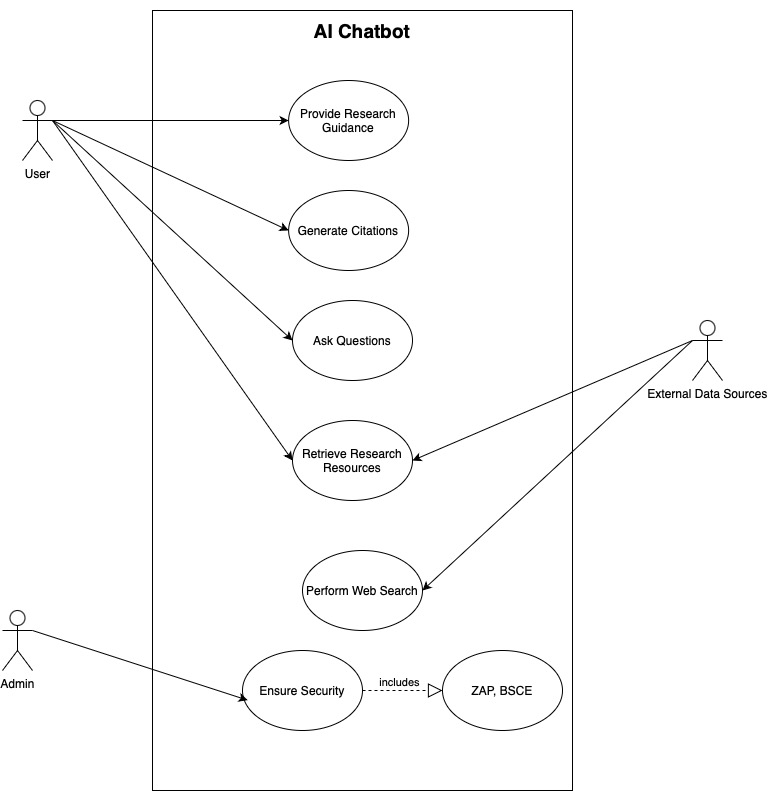 AI Chatbot
Provide Research
Guidance
User
Generate Citations
Ask Questions
External Data Sources
Retrieve Research
Resources
Perform Web Search
Admin
Ensure Security
includes
ZAP, BSCE